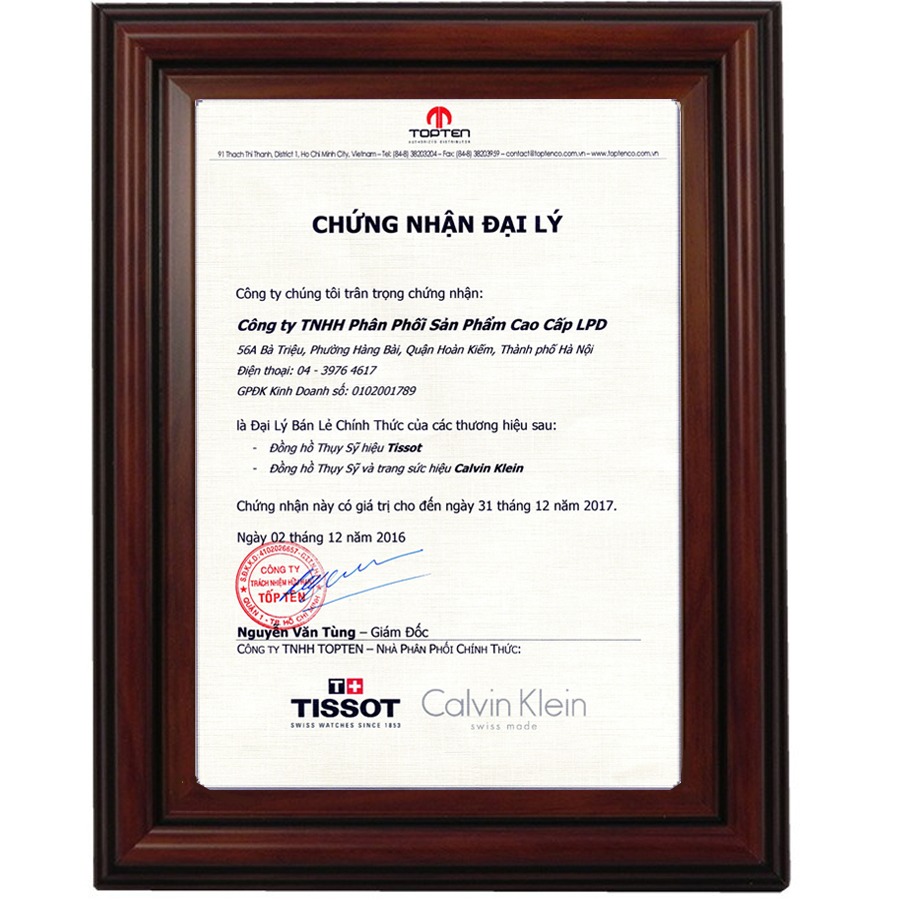 TOPTEN
AUTHORIZED DISTRIBUTOR
91 Thach Thi Thanh, District 1, Ho Chi Minh City, Vietnam – Tel: (84-8) 38203204 – Fax: (84-8) 38203959 – contact@toptenco.com.vn – www.toptenco.com.vn
CHỨNG NHẬN ĐẠI LÝ
Công ty chúng tôi trân trọng chứng nhận:
Công ty TNHH Phân Phối Sản Phẩm Cao Cấp LPD
56A Bà Triệu, Phường Hàng Bài, Quận Hoàn Kiếm, Thành phố Hà Nội
Điện thoại: 04 - 3976 4617
GPĐK Kinh Doanh số: 0102001789
là Đại Lý Bán Lẻ Chính Thức của các thương hiệu sau:
- Đồng hồ Thụy Sỹ hiệu Tissot
- Đồng hồ Thụy Sỹ và trang sức hiệu Calvin Klein
Chứng nhận này có giá trị cho đến ngày 31 tháng 12 năm 2017.
Ngày 02 tháng 12 năm 2016
S.Đ.K.K.D: 4102026657-C.T.T.N.H.H
CÔNG TY
TRÁCH NHIỆM HỮU HẠN
TỐP TEN
QUẬN 1 - TP. HỒ CHÍ MINH
Nguyễn Văn Tùng – Giám Đốc
CÔNG TY TNHH TOPTEN – NHÀ PHÂN PHỐI CHÍNH THỨC:
T+
TISSOT
SWISS WATCHES SINCE 1853
Calvin Klein
swiss made